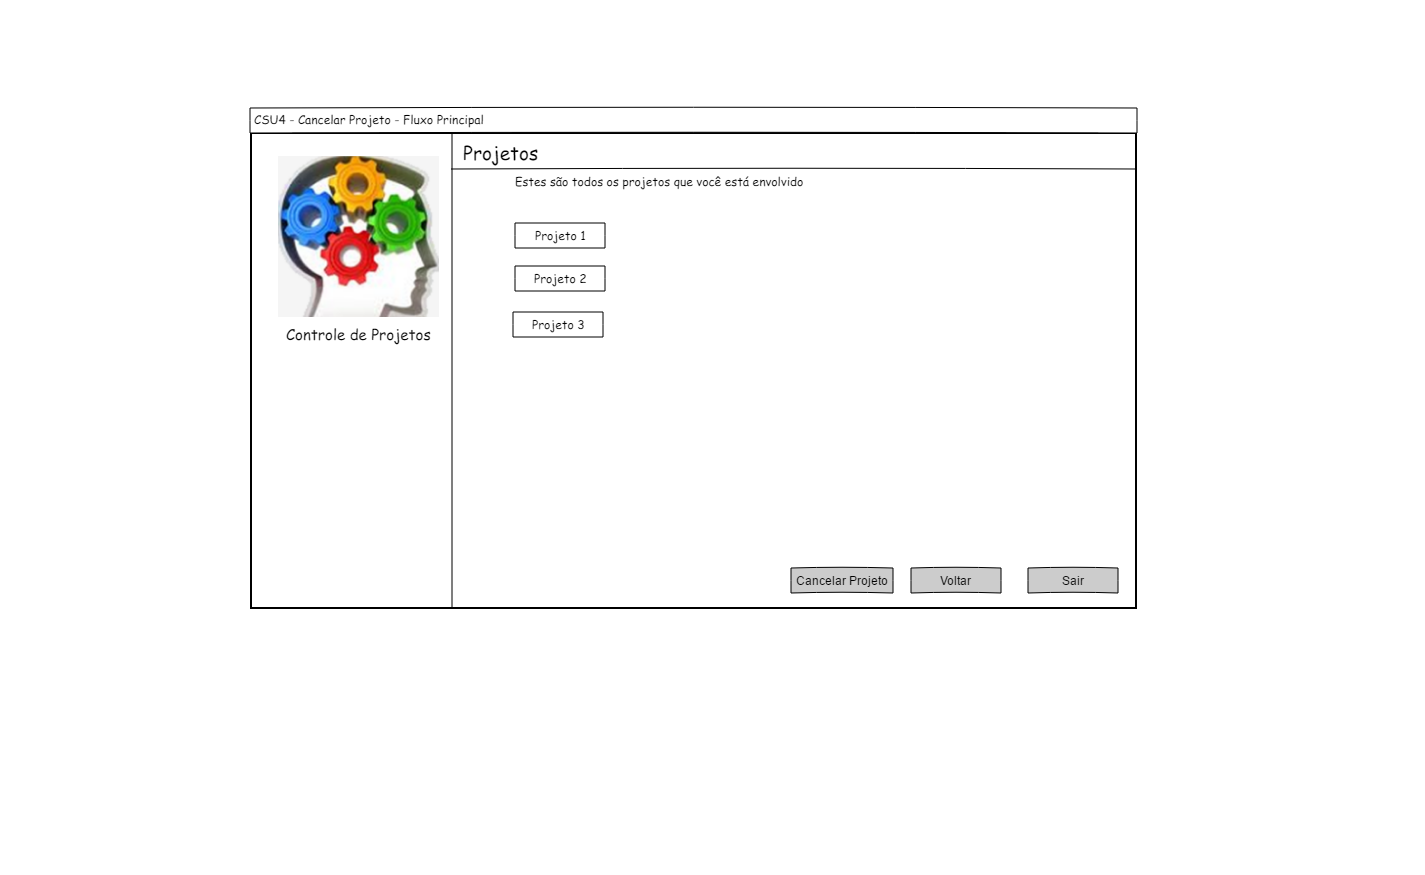 CSU4 - Cancelar Projeto - Fluxo Principal
Projetos
Estes são todos os projetos que você está envolvido
Projeto 1
Projeto 2
Projeto 3
Controle de Projetos
Cancelar Projeto
Voltar
Sair